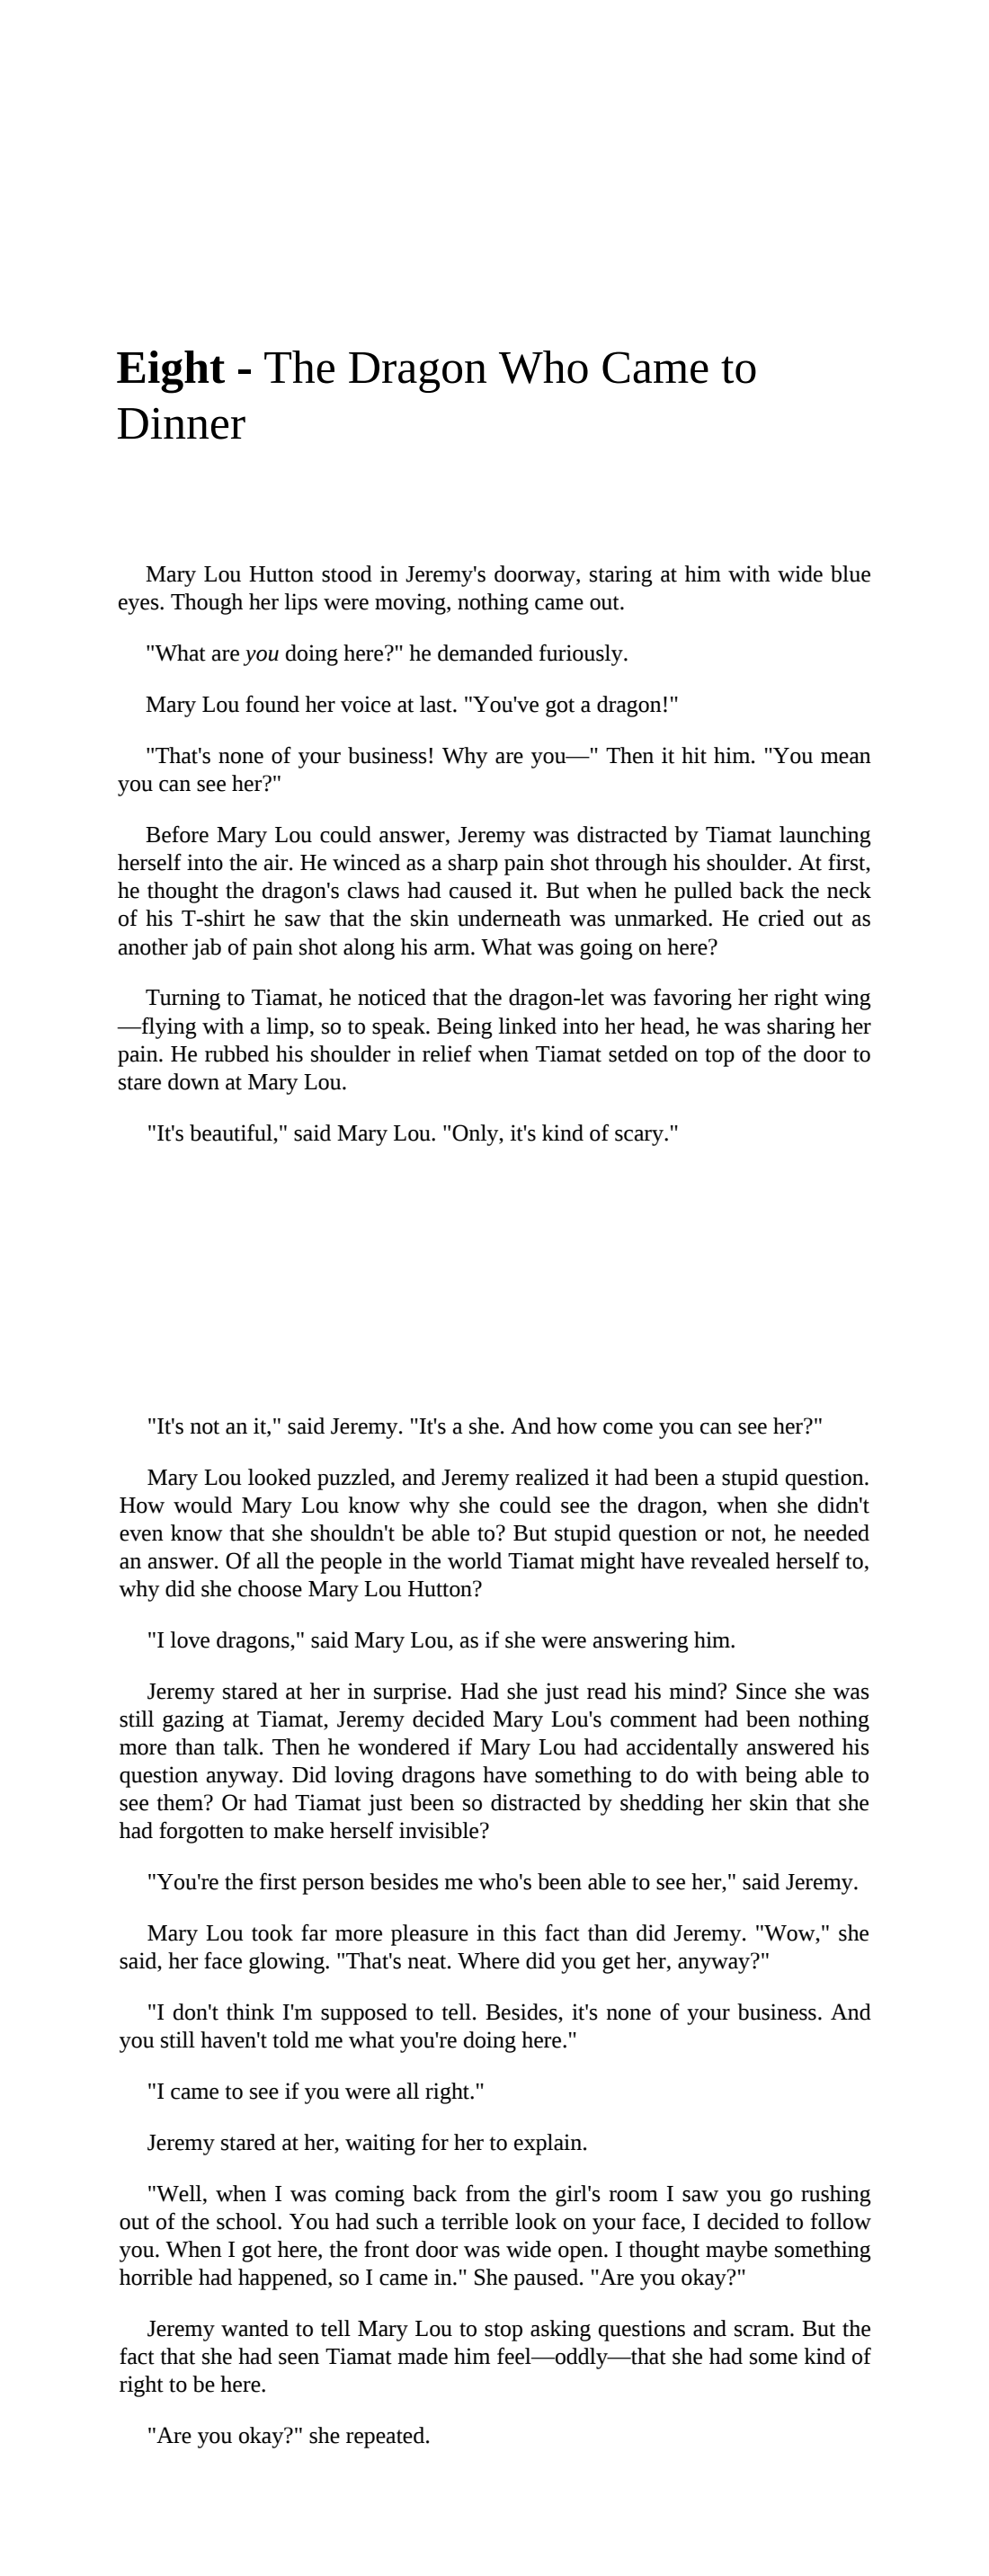 Eight - The Dragon Who Came to
Dinner
Mary Lou Hutton stood in Jeremy's doorway, staring at him with wide blue
eyes. Though her lips were moving, nothing came out.
"What are you doing here?" he demanded furiously.
Mary Lou found her voice at last. "You've got a dragon!"
"That's none of your business! Why are you—" Then it hit him. "You mean
you can see her?"
Before Mary Lou could answer, Jeremy was distracted by Tiamat launching
herself into the air. He winced as a sharp pain shot through his shoulder. At first,
he thought the dragon's claws had caused it. But when he pulled back the neck
of his T-shirt he saw that the skin underneath was unmarked. He cried out as
another jab of pain shot along his arm. What was going on here?
Turning to Tiamat, he noticed that the dragon-let was favoring her right wing
—flying with a limp, so to speak. Being linked into her head, he was sharing her
pain. He rubbed his shoulder in relief when Tiamat setded on top of the door to
stare down at Mary Lou.
"It's beautiful," said Mary Lou. "Only, it's kind of scary."
"It's not an it," said Jeremy. "It's a she. And how come you can see her?"
Mary Lou looked puzzled, and Jeremy realized it had been a stupid question.
How would Mary Lou know why she could see the dragon, when she didn't
even know that she shouldn't be able to? But stupid question or not, he needed
an answer. Of all the people in the world Tiamat might have revealed herself to,
why did she choose Mary Lou Hutton?
"I love dragons," said Mary Lou, as if she were answering him.
Jeremy stared at her in surprise. Had she just read his mind? Since she was
still gazing at Tiamat, Jeremy decided Mary Lou's comment had been nothing
more than talk. Then he wondered if Mary Lou had accidentally answered his
question anyway. Did loving dragons have something to do with being able to
see them? Or had Tiamat just been so distracted by shedding her skin that she
had forgotten to make herself invisible?
"You're the first person besides me who's been able to see her," said Jeremy.
Mary Lou took far more pleasure in this fact than did Jeremy. "Wow," she
said, her face glowing. "That's neat. Where did you get her, anyway?"
"I don't think I'm supposed to tell. Besides, it's none of your business. And
you still haven't told me what you're doing here."
"I came to see if you were all right."
Jeremy stared at her, waiting for her to explain.
"Well, when I was coming back from the girl's room I saw you go rushing
out of the school. You had such a terrible look on your face, I decided to follow
you. When I got here, the front door was wide open. I thought maybe something
horrible had happened, so I came in." She paused. "Are you okay?"
Jeremy wanted to tell Mary Lou to stop asking questions and scram. But the
fact that she had seen Tiamat made him feel—oddly—that she had some kind of
right to be here.
"Are you okay?" she repeated.